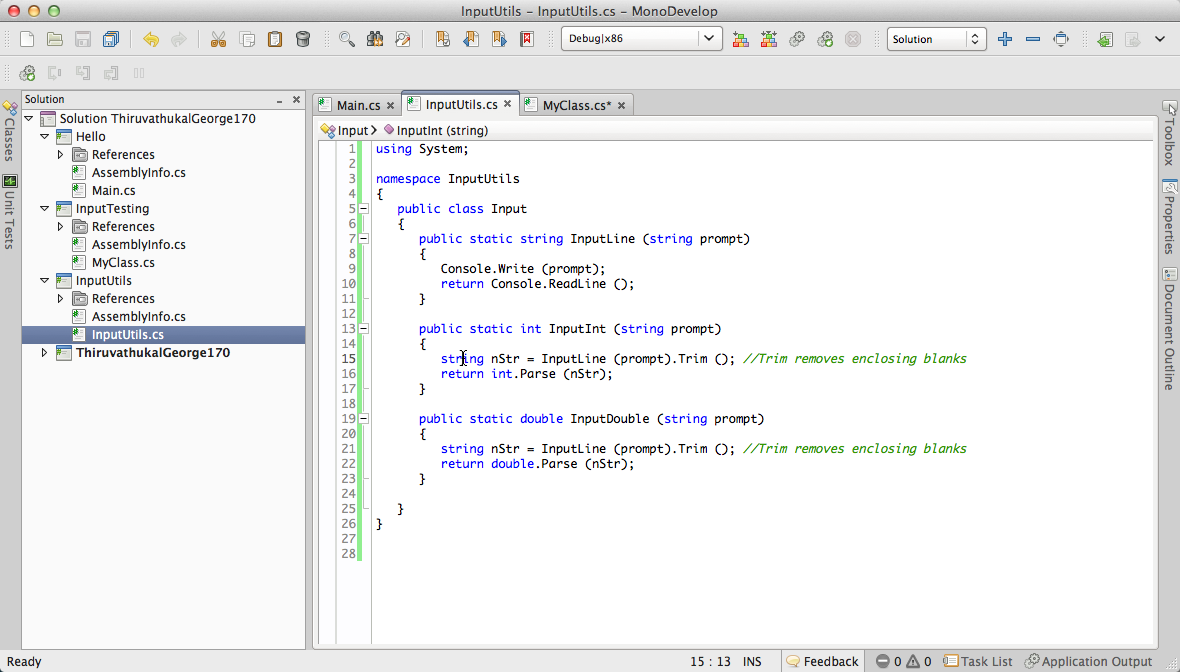 InputUtils – InputUtils.cs – MonoDevelop
Debug|x86
Solution
Solution
Solution ThiruvathukalGeorge170
Hello
References
AssemblyInfo.cs
Main.cs
InputTesting
References
AssemblyInfo.cs
MyClass.cs
InputUtils
References
AssemblyInfo.cs
InputUtils.cs
ThiruvathukalGeorge170
Classes
Unit Tests
Main.cs
InputUtils.cs
MyClass.cs*
Input
InputInt (string)
1 using System;
2
3 namespace InputUtils
4 {
5 public class Input
6 {
7 public static string InputLine (string prompt)
8 {
9 Console.Write (prompt);
10 return Console.ReadLine ();
11 }
12
13 public static int InputInt (string prompt)
14 {
15 string nStr = InputLine (prompt).Trim (); //Trim removes enclosing blanks
16 return int.Parse (nStr);
17 }
18
19 public static double InputDouble (string prompt)
20 {
21 string nStr = InputLine (prompt).Trim (); //Trim removes enclosing blanks
22 return double.Parse (nStr);
23 }
24
25 }
26 }
27
28
Toolbox
Properties
Document Outline
Ready
15 : 13 INS
Feedback
0
0
Task List
Application Output